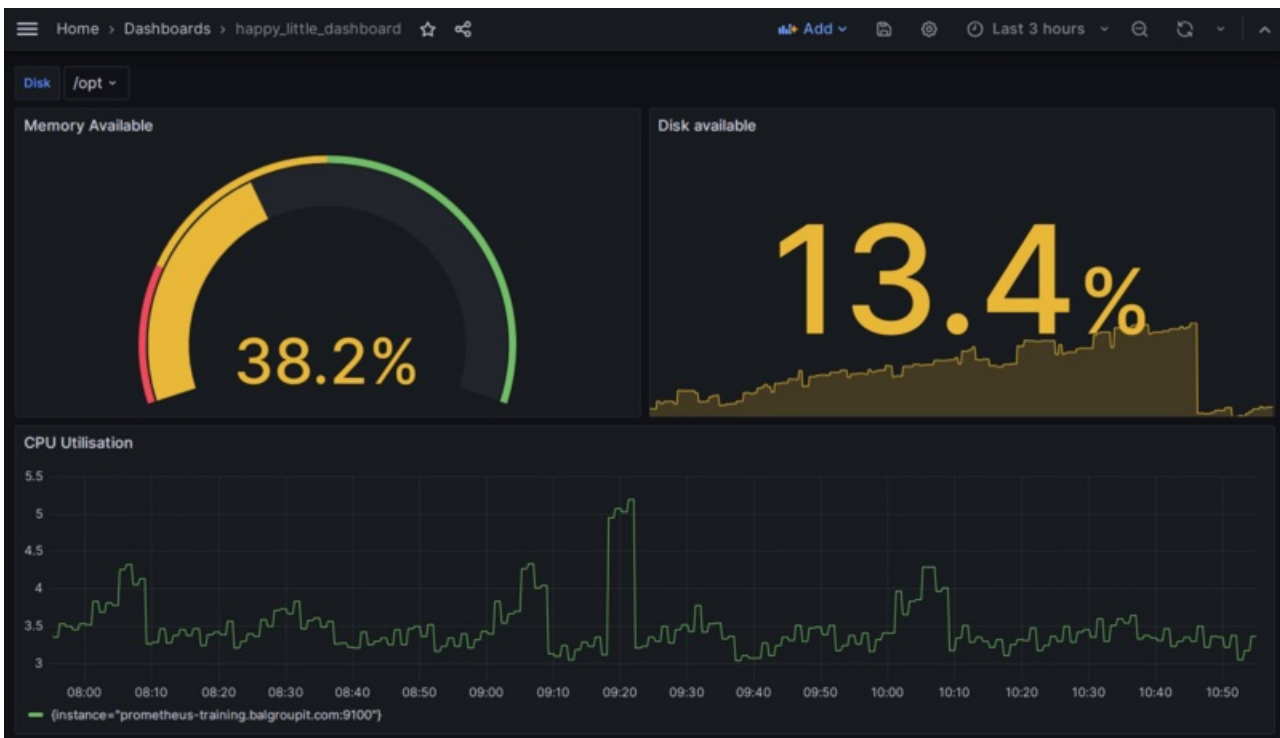 Home › Dashboards › happy_little_dashboard
Add
Last 3 hours
Disk /opt
Memory Available
38.2%
Disk available
13.4%
CPU Utilisation
5.5
5
4.5
4
3.5
3
08:00 08:10 08:20 08:30 08:40 08:50 09:00 09:10 09:20 09:30 09:40 09:50 10:00 10:10 10:20 10:30 10:40 10:50
{instance="prometheus-training.balgroupit.com:9100"}